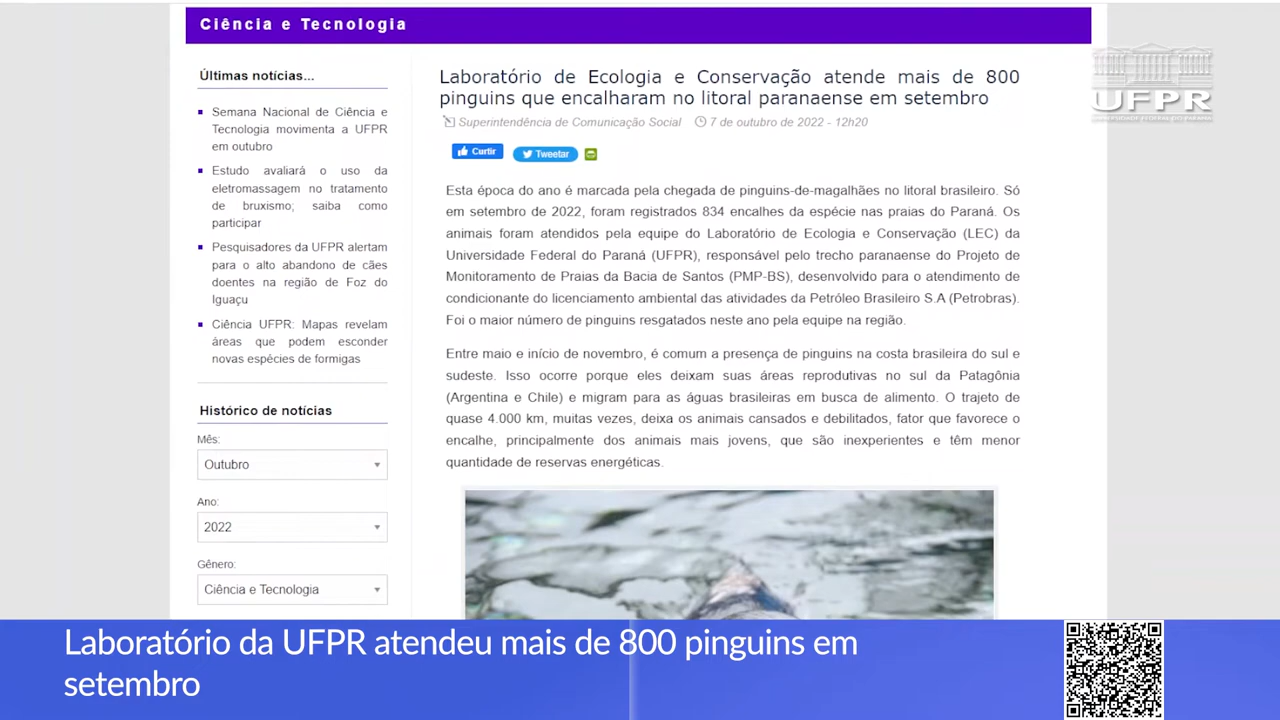 Ciência e Tecnologia
Últimas notícias...
Semana Nacional de Ciência e
Tecnologia movimenta a UFPR
em outubro
Estudo avaliará o uso da
eletromassagem no tratamento
de bruxismo; saiba como
participar
Pesquisadores da UFPR alertam
para o alto abandono de cães
doentes na região de Foz do
Iguaçu
Ciência UFPR: Mapas revelam
áreas que podem esconder
novas espécies de formigas
Histórico de notícias
Mês:
Outubro
Ano:
2022
Gênero:
Ciência e Tecnologia
Laboratório de Ecologia e Conservação atende mais de 800
pinguins que encalharam no litoral paranaense em setembro
Superintendência de Comunicação Social 7 de outubro de 2022 - 12h20
Curtir Tweetar
Esta época do ano é marcada pela chegada de pinguins-de-magalhães no litoral brasileiro. Só
em setembro de 2022, foram registrados 834 encalhes da espécie nas praias do Paraná. Os
animais foram atendidos pela equipe do Laboratório de Ecologia e Conservação (LEC) da
Universidade Federal do Paraná (UFPR), responsável pelo trecho paranaense do Projeto de
Monitoramento de Praias da Bacia de Santos (PMP-BS), desenvolvido para o atendimento de
condicionante do licenciamento ambiental das atividades da Petróleo Brasileiro S.A (Petrobras).
Foi o maior número de pinguins resgatados neste ano pela equipe na região.
Entre maio e início de novembro, é comum a presença de pinguins na costa brasileira do sul e
sudeste. Isso ocorre porque eles deixam suas áreas reprodutivas no sul da Patagônia
(Argentina e Chile) e migram para as águas brasileiras em busca de alimento. O trajeto de
quase 4.000 km, muitas vezes, deixa os animais cansados e debilitados, fator que favorece o
encalhe, principalmente dos animais mais jovens, que são inexperientes e têm menor
quantidade de reservas energéticas.
UFPR
UNIVERSIDADE FEDERAL DO PARANÁ
Laboratório da UFPR atendeu mais de 800 pinguins em
setembro